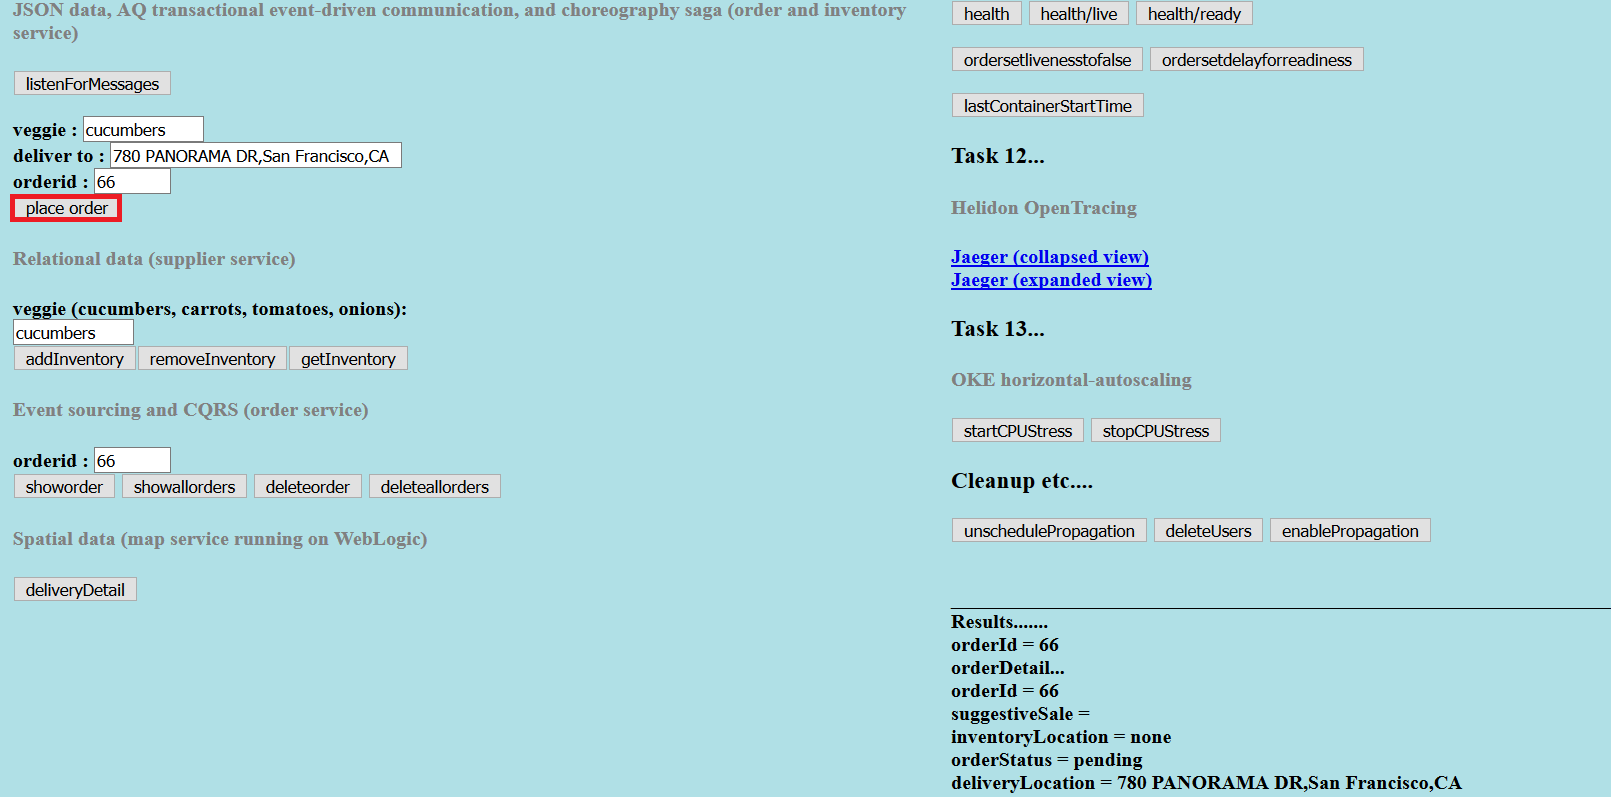 JSON data, AQ transactional event-driven communication, and choreography saga (order and inventory
service)
listenForMessages
veggie : cucumbers
deliver to : 780 PANORAMA DR,San Francisco,CA
orderid : 66
place order
Relational data (supplier service)
veggie (cucumbers, carrots, tomatoes, onions):
cucumbers
addInventory removeInventory getInventory
Event sourcing and CQRS (order service)
orderid : 66
showorder showallorders deleteorder deleteallorders
Spatial data (map service running on WebLogic)
deliveryDetail
health health/live health/ready
ordersetlivenesstofalse ordersetdelayforreadiness
lastContainerStartTime
Task 12...
Helidon OpenTracing
Jaeger (collapsed view)
Jaeger (expanded view)
Task 13...
OKE horizontal-autoscaling
startCPUStress stopCPUStress
Cleanup etc....
unschedulePropagation deleteUsers enablePropagation
Results.......
orderId = 66
orderDetail...
orderId = 66
suggestiveSale =
inventoryLocation = none
orderStatus = pending
deliveryLocation = 780 PANORAMA DR,San Francisco,CA